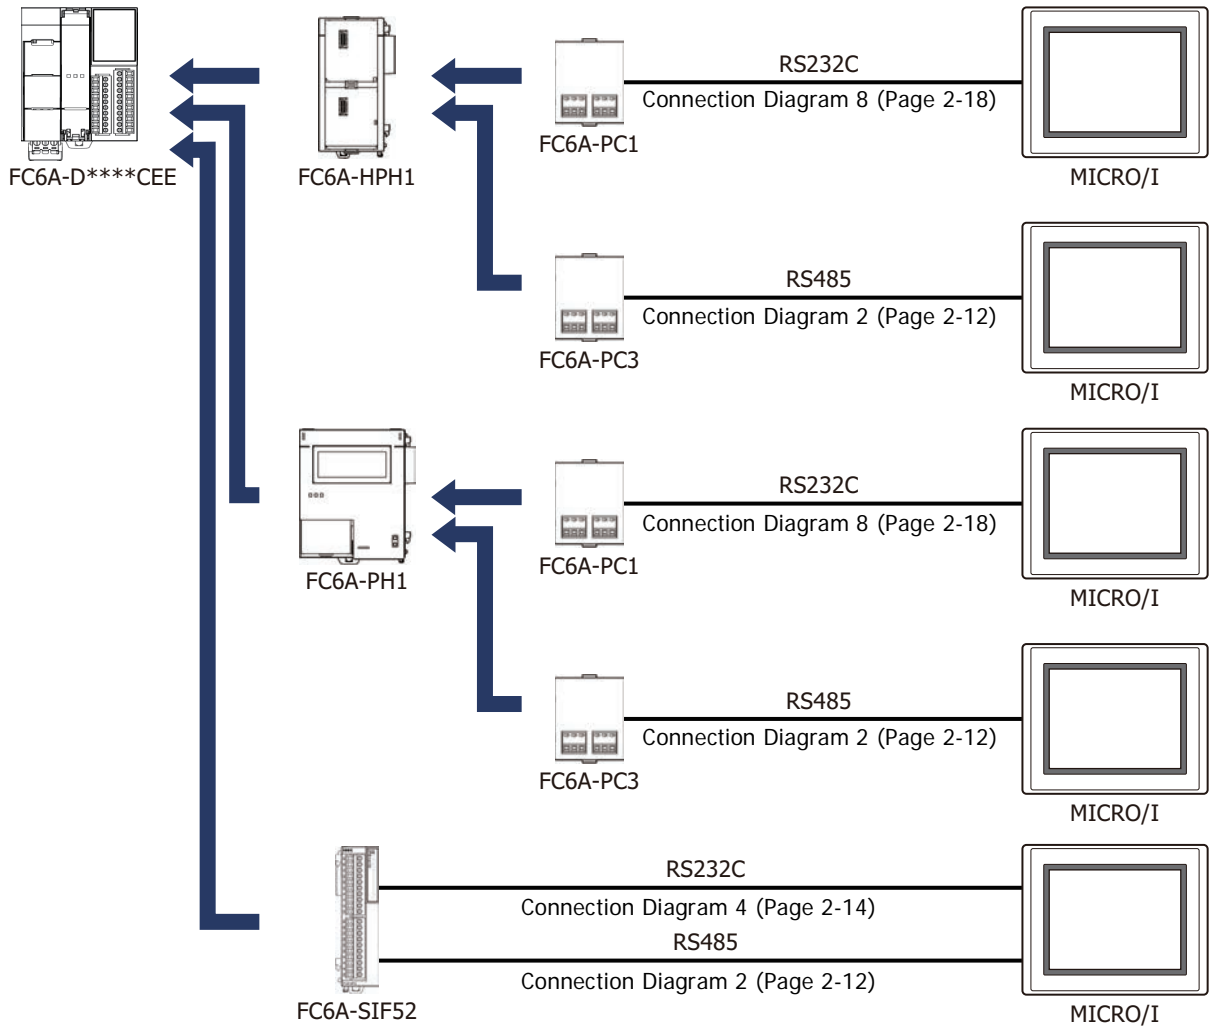 RS232C
Connection Diagram 8 (Page 2-18)
FC6A-D****CEE
FC6A-HPH1
FC6A-PC1
MICRO/I
RS485
Connection Diagram 2 (Page 2-12)
FC6A-PC3
MICRO/I
RS232C
Connection Diagram 8 (Page 2-18)
FC6A-PH1
FC6A-PC1
MICRO/I
RS485
Connection Diagram 2 (Page 2-12)
FC6A-PC3
MICRO/I
RS232C
Connection Diagram 4 (Page 2-14)
RS485
Connection Diagram 2 (Page 2-12)
FC6A-SIF52
MICRO/I